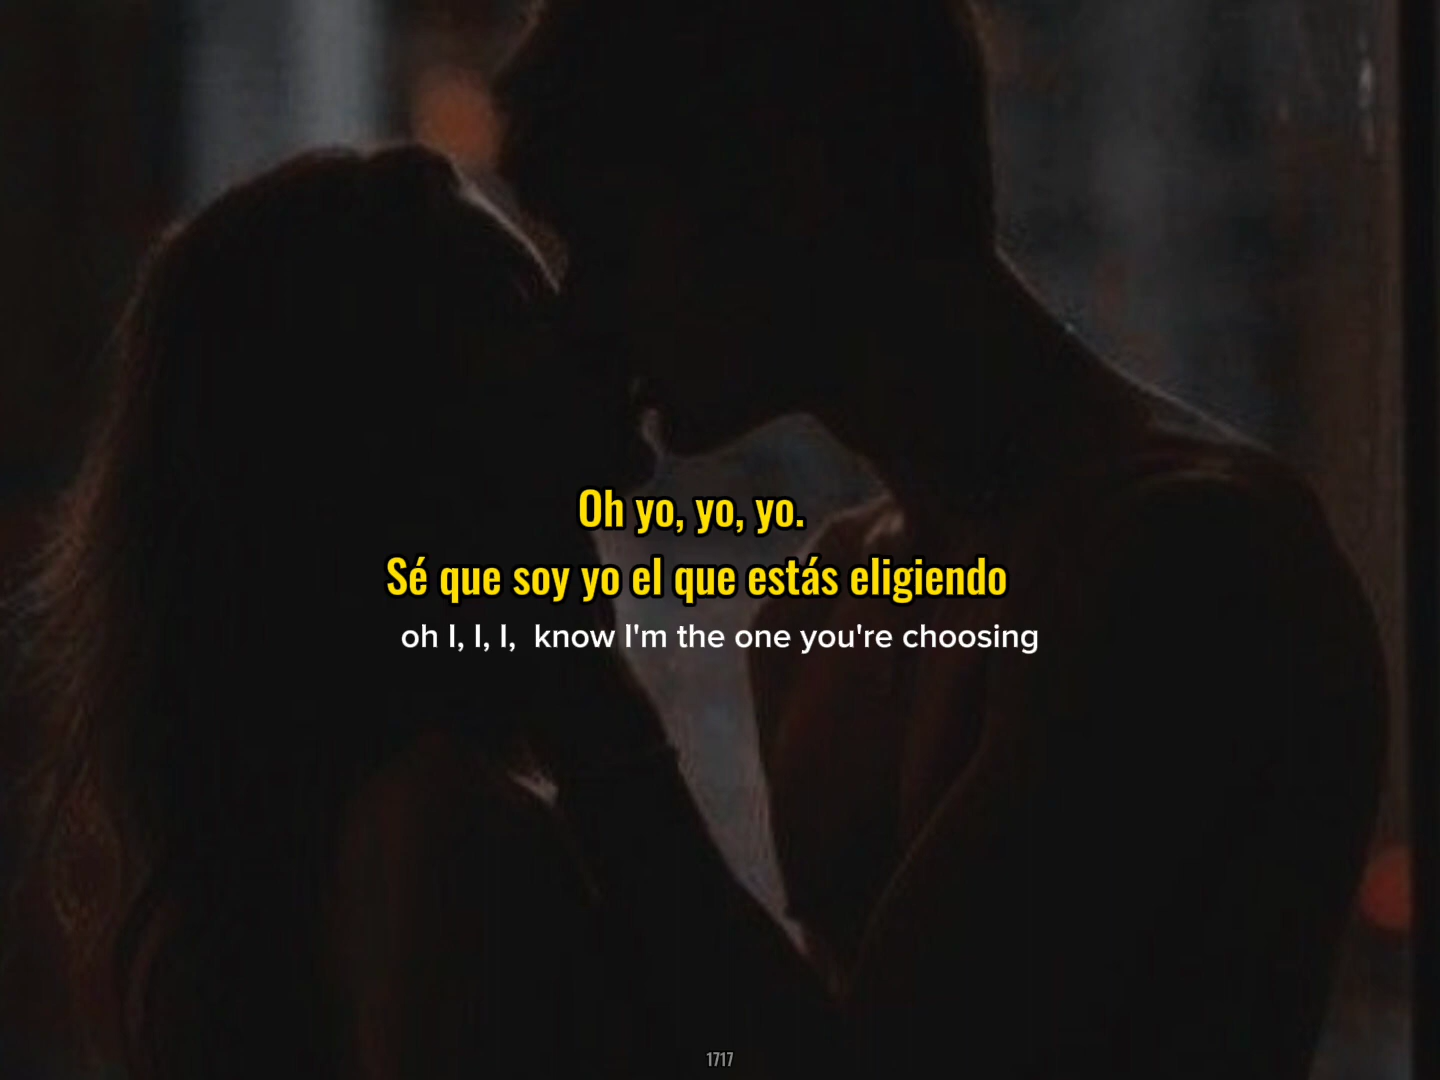 Oh yo, yo, yo.
Sé que soy yo el que estás eligiendo
oh I, I, I,  know I'm the one you're choosing
1717